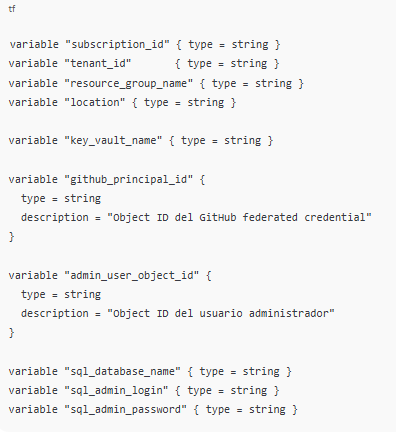 tf
variable "subscription_id" { type = string }
variable "tenant_id"       { type = string }
variable "resource_group_name" { type = string }
variable "location" { type = string }
variable "key_vault_name" { type = string }
variable "github_principal_id" {
  type = string
  description = "Object ID del GitHub federated credential"
}
variable "admin_user_object_id" {
  type = string
  description = "Object ID del usuario administrador"
}
variable "sql_database_name" { type = string }
variable "sql_admin_login" { type = string }
variable "sql_admin_password" { type = string }